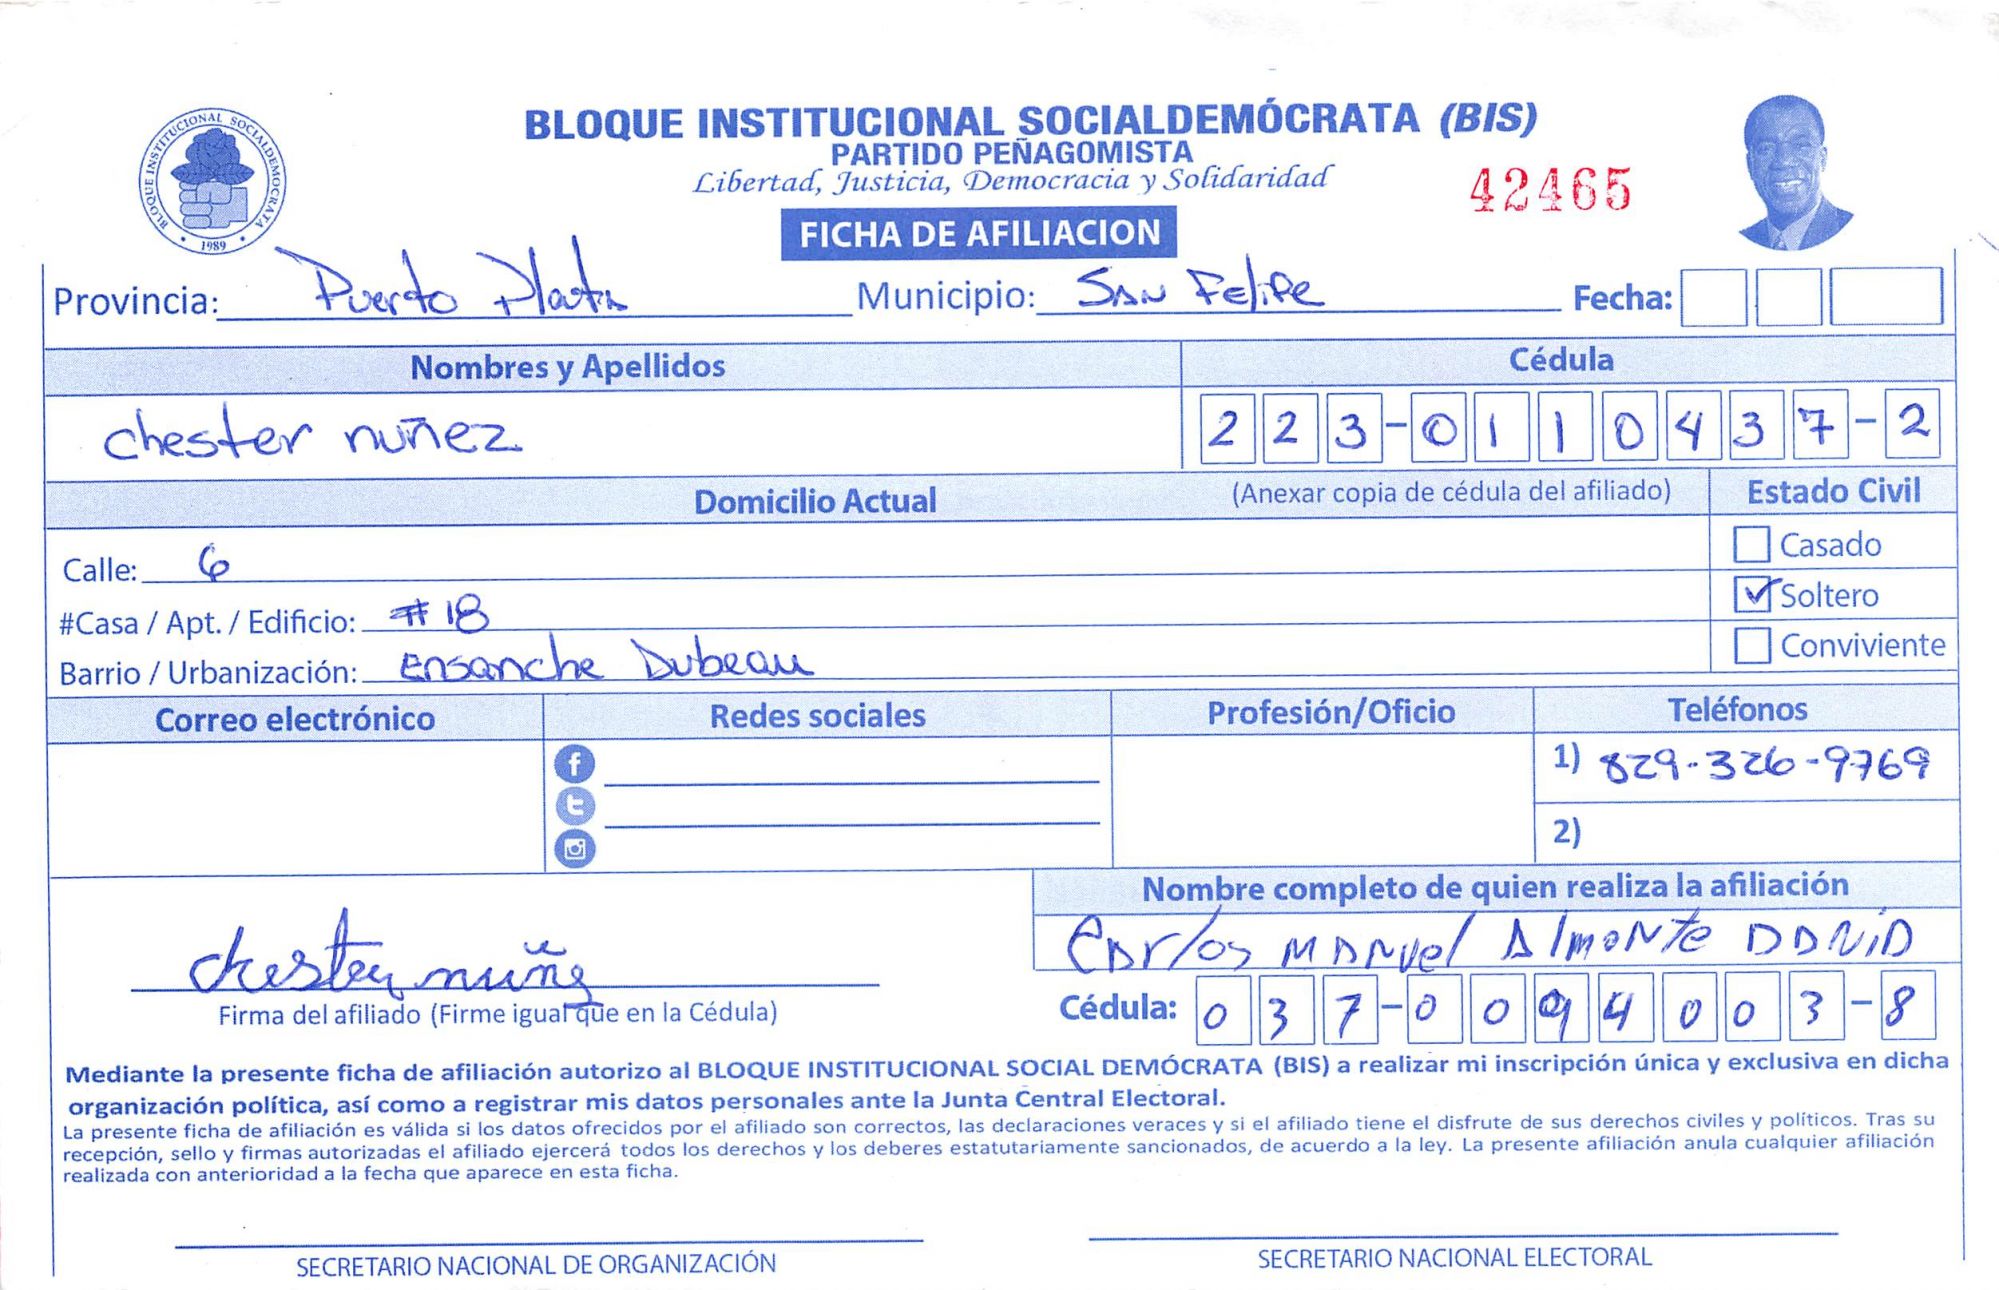 BLOQUE INSTITUCIONAL SOCIALDEMÓCRATA (BIS)
PARTIDO PEÑAGOMISTA
Libertad, Justicia, Democracia y Solidaridad
42465
BLOQUE INSTITUCIONAL SOCIALDEMOCRATA
1989
FICHA DE AFILIACION
Provincia: Puerto Plata Municipio: San Felipe Fecha:
Nombres y Apellidos Cédula
chester nuñez 223-0110437-2
Domicilio Actual (Anexar copia de cédula del afiliado) Estado Civil
Calle: 6 Casado
#Casa / Apt. / Edificio: #18 Soltero
Barrio / Urbanización: Ensanche Dubeau Conviviente
Correo electrónico Redes sociales Profesión/Oficio Teléfonos
1) 829-326-9769
2)
Nombre completo de quien realiza la afiliación
Carlos Manuel Almonte
chester nuñez
Firma del afiliado (Firme igual que en la Cédula) Cédula: 037-0094003-8
Mediante la presente ficha de afiliación autorizo al BLOQUE INSTITUCIONAL SOCIAL DEMÓCRATA (BIS) a realizar mi inscripción única y exclusiva en dicha
organización política, así como a registrar mis datos personales ante la Junta Central Electoral.
La presente ficha de afiliación es válida si los datos ofrecidos por el afiliado son correctos, las declaraciones veraces y si el afiliado tiene el disfrute de sus derechos civiles y políticos. Tras su
recepción, sello y firmas autorizadas el afiliado ejercerá todos los derechos y los deberes estatutariamente sancionados, de acuerdo a la ley. La presente afiliación anula cualquier afiliación
realizada con anterioridad a la fecha que aparece en esta ficha.
SECRETARIO NACIONAL DE ORGANIZACIÓN SECRETARIO NACIONAL ELECTORAL